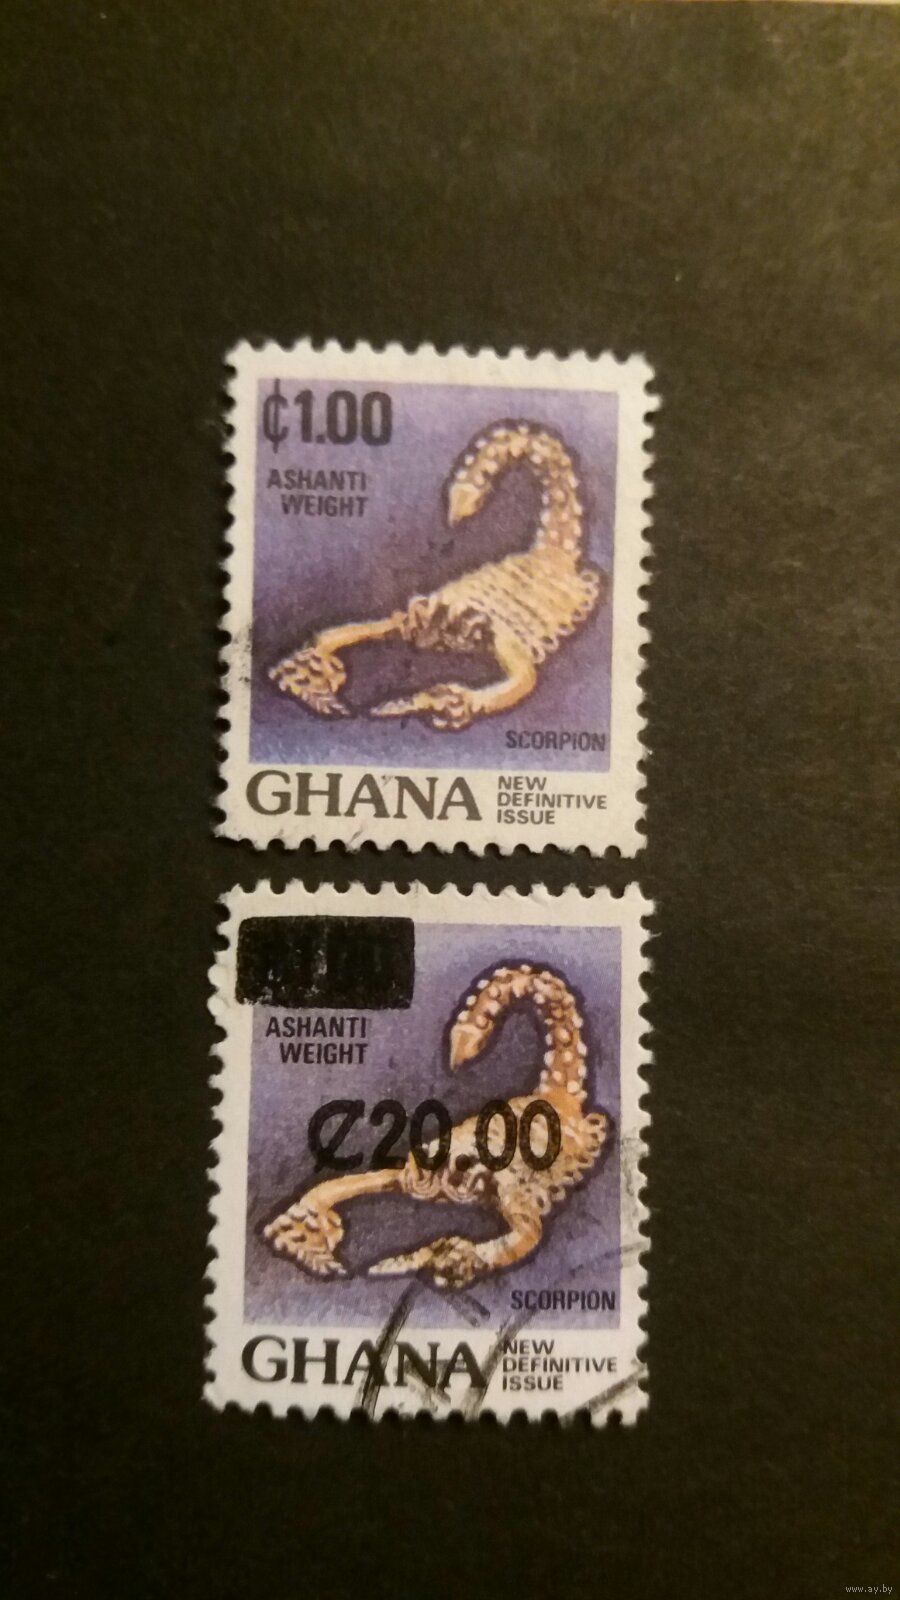 ₵1.00
ASHANTI
WEIGHT
SCORPION
GHANA
NEW
DEFINITIVE
ISSUE
ASHANTI
WEIGHT
₵20.00
SCORPION
GHANA
NEW
DEFINITIVE
ISSUE
www.ay.by